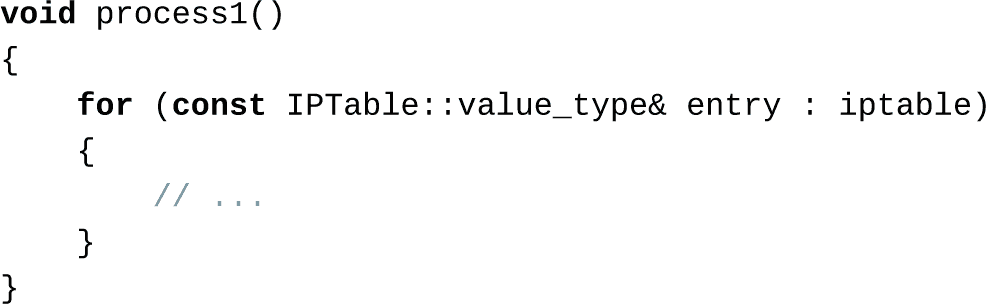 void process1()
{
    for (const IPTable::value_type& entry : iptable)
    {
        // ...
    }
}